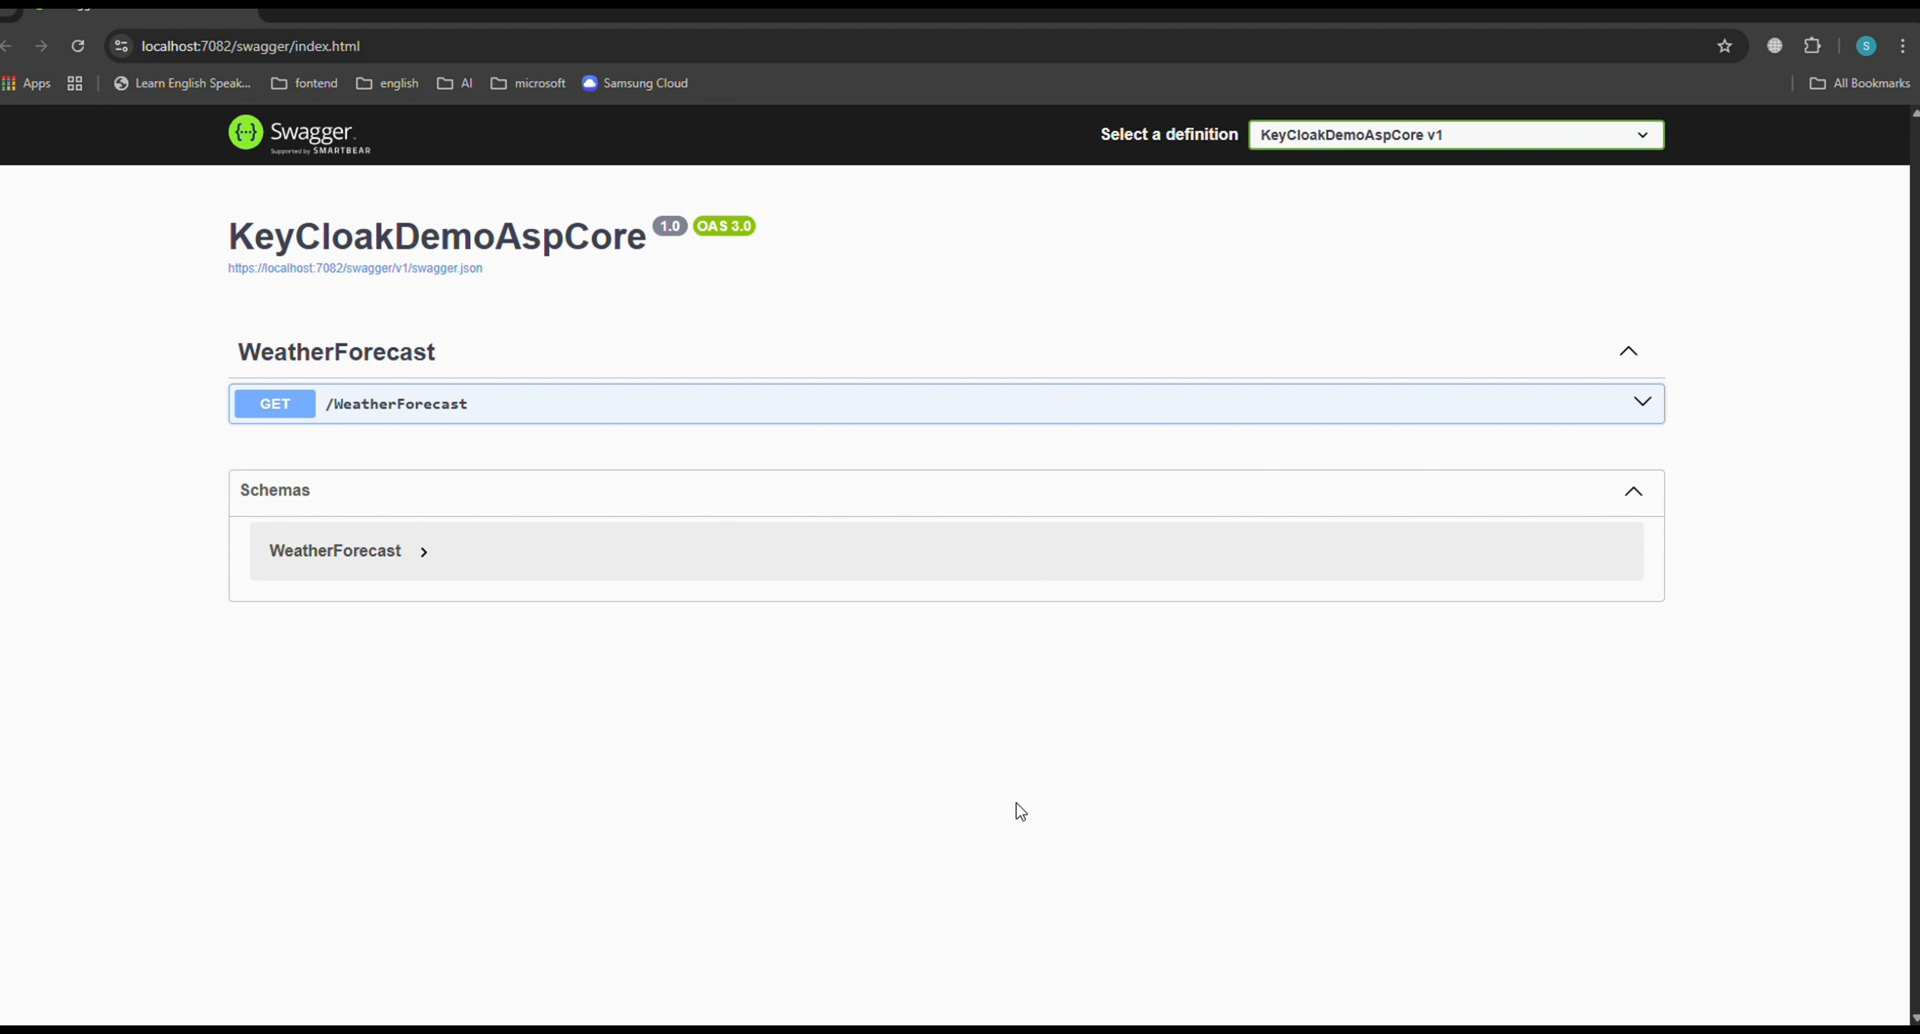 localhost:7082/swagger/index.html
Apps
Learn English Speak...
fontend
english
AI
microsoft
Samsung Cloud
All Bookmarks
S
Swagger.
Supported by SMARTBEAR
Select a definition
KeyCloakDemoAspCore v1
KeyCloakDemoAspCore 1.0 OAS 3.0
https://localhost:7082/swagger/v1/swagger.json
WeatherForecast
GET /WeatherForecast
Schemas
WeatherForecast